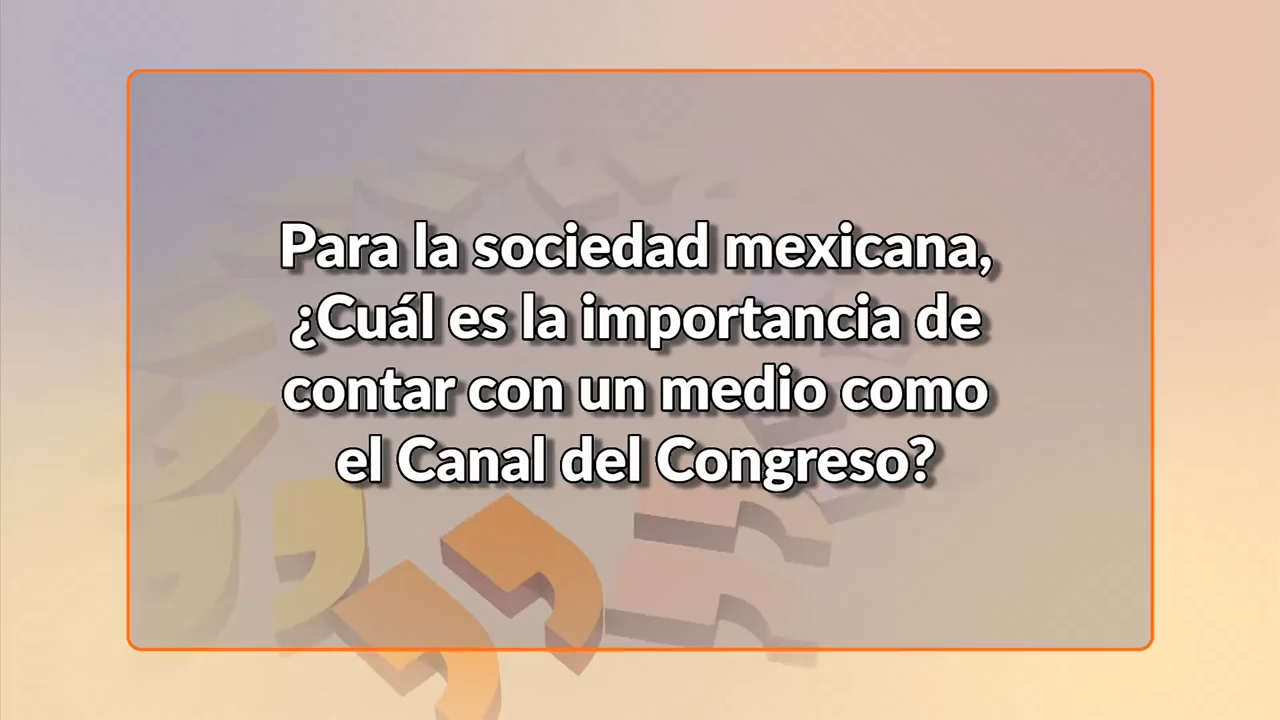 Para la sociedad mexicana,
¿Cuál es la importancia de
contar con un medio como
el Canal del Congreso?